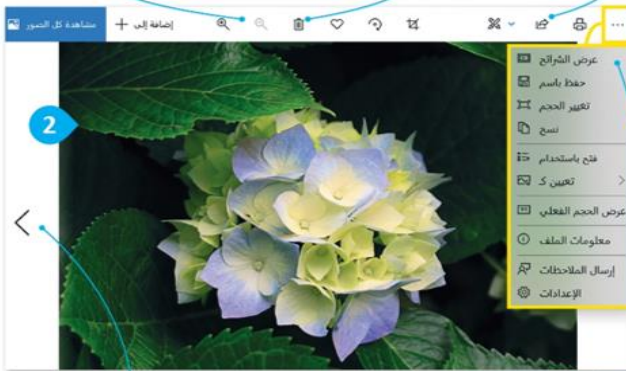 مشاهدة كل الصور
إضافة إلى +
...
عرض الشرائح
حفظ باسم
تغيير الحجم
نسخ
فتح باستخدام
تعيين كـ
عرض الحجم الفعلي
معلومات الملف
إرسال الملاحظات
الإعدادات
2